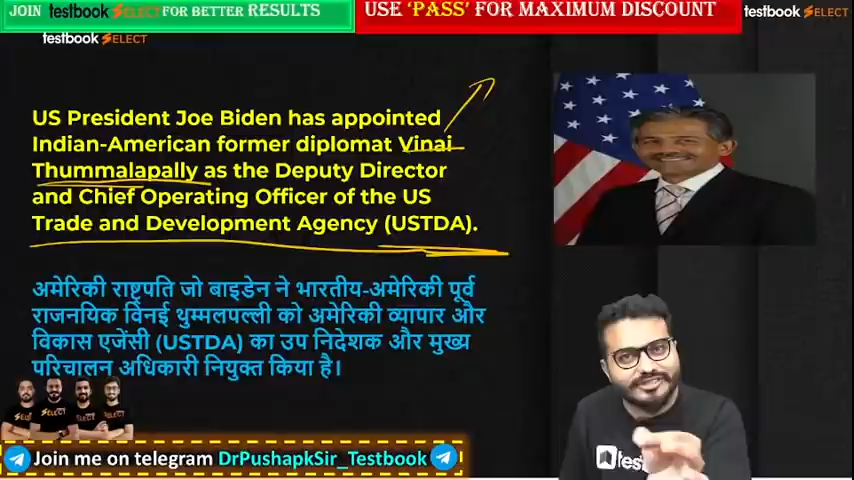 JOIN testbook SELECT FOR BETTER RESULTS
USE ‘PASS’ FOR MAXIMUM DISCOUNT
testbook SELECT
testbook SELECT
US President Joe Biden has appointed
Indian-American former diplomat Vinai
Thummalapally as the Deputy Director
and Chief Operating Officer of the US
Trade and Development Agency (USTDA).
अमेरिकी राष्ट्रपति जो बाइडेन ने भारतीय-अमेरिकी पूर्व
राजनयिक विनई थुम्मलपल्ली को अमेरिकी व्यापार और
विकास एजेंसी (USTDA) का उप निदेशक और मुख्य
परिचालन अधिकारी नियुक्त किया है।
Join me on telegram DrPushapkSir_Testbook